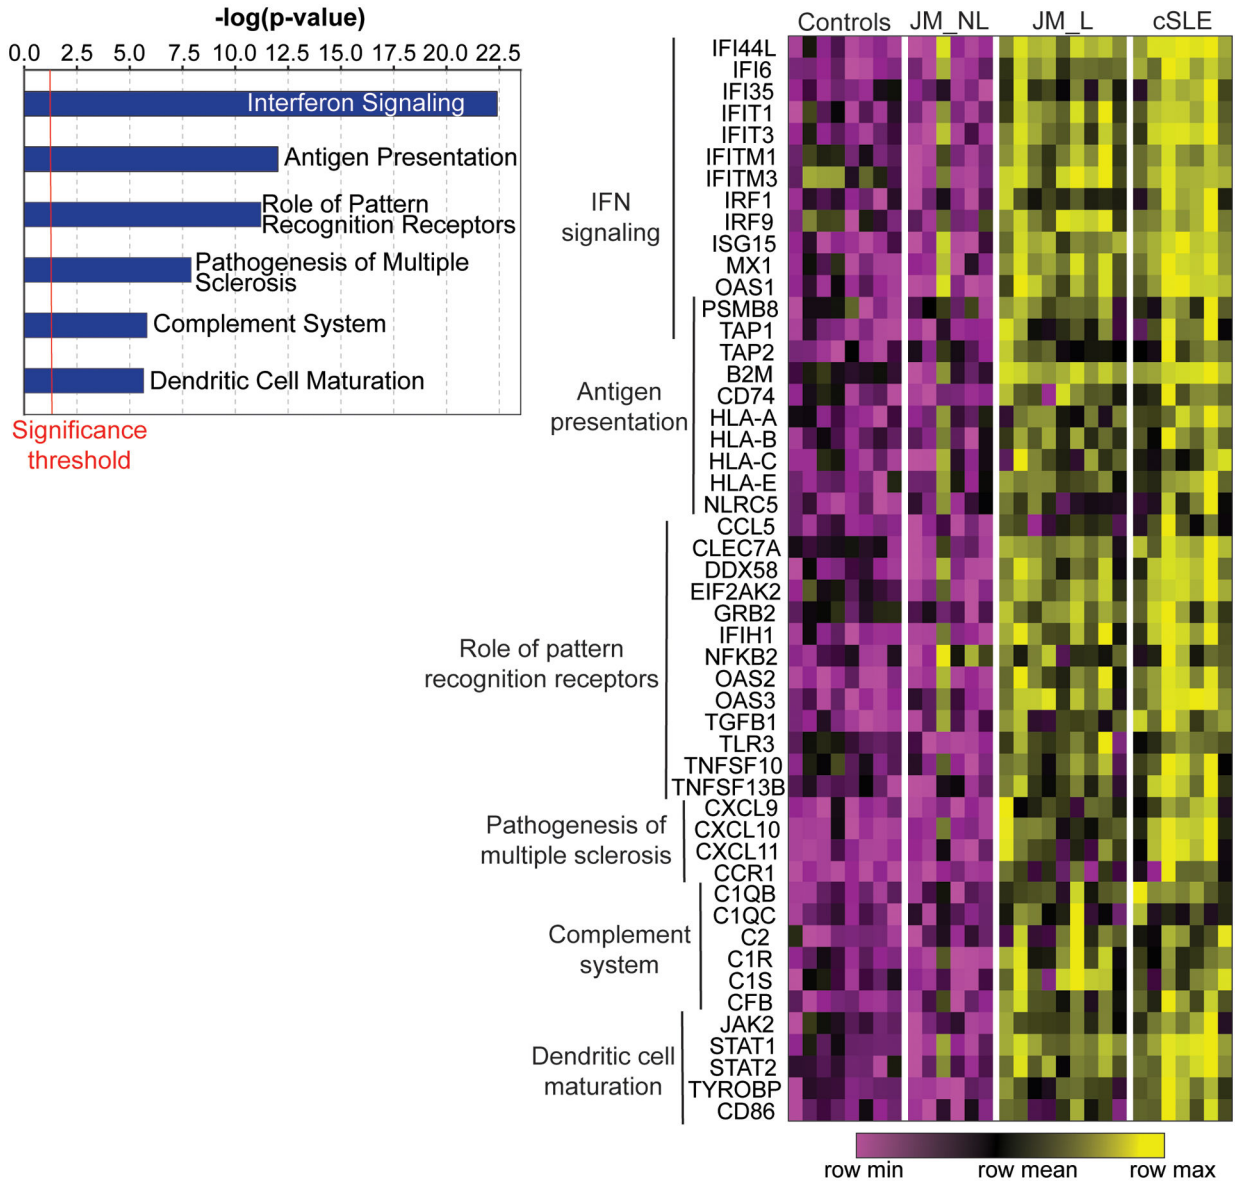 -log(p-value)
0.0 2.5 5.0 7.5 10.0 12.5 15.0 17.5 20.0 22.5
Interferon Signaling
Antigen Presentation
Role of Pattern
Recognition Receptors
Pathogenesis of Multiple
Sclerosis
Complement System
Dendritic Cell Maturation
Significance
threshold
Controls JM_NL JM_L cSLE
IFN
signaling
IFI44L
IFI6
IFI35
IFIT1
IFIT3
IFITM1
IFITM3
IRF1
IRF9
ISG15
MX1
OAS1
PSMB8
TAP1
Antigen
presentation
TAP2
B2M
CD74
HLA-A
HLA-B
HLA-C
HLA-E
NLRC5
Role of pattern
recognition receptors
CCL5
CLEC7A
DDX58
EIF2AK2
GRB2
IFIH1
NFKB2
OAS2
OAS3
TGFB1
TLR3
TNFSF10
TNFSF13B
Pathogenesis of
multiple sclerosis
CXCL9
CXCL10
CXCL11
CCR1
Complement
system
C1QB
C1QC
C2
C1R
C1S
CFB
Dendritic cell
maturation
JAK2
STAT1
STAT2
TYROBP
CD86
row min row mean row max